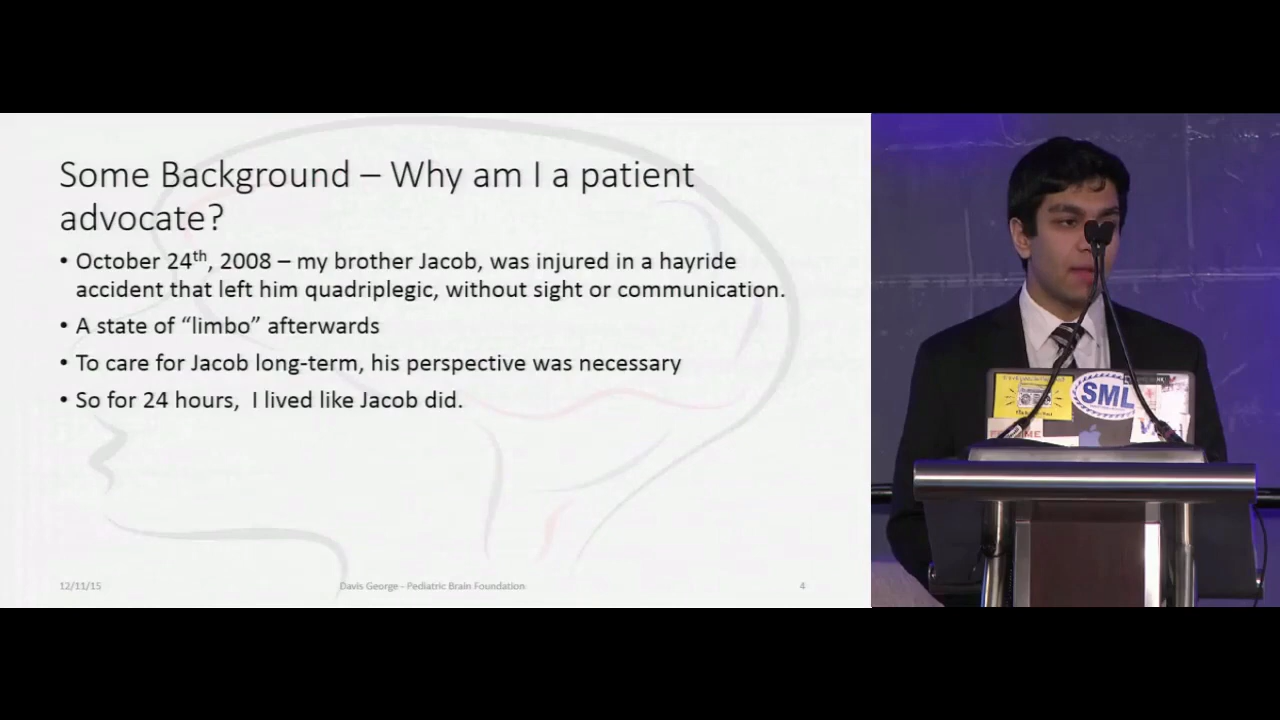 Some Background – Why am I a patient
advocate?
• October 24th, 2008 – my brother Jacob, was injured in a hayride
accident that left him quadriplegic, without sight or communication.
• A state of “limbo” afterwards
• To care for Jacob long-term, his perspective was necessary
• So for 24 hours,  I lived like Jacob did.
12/11/15
Davis George - Pediatric Brain Foundation
4
SML